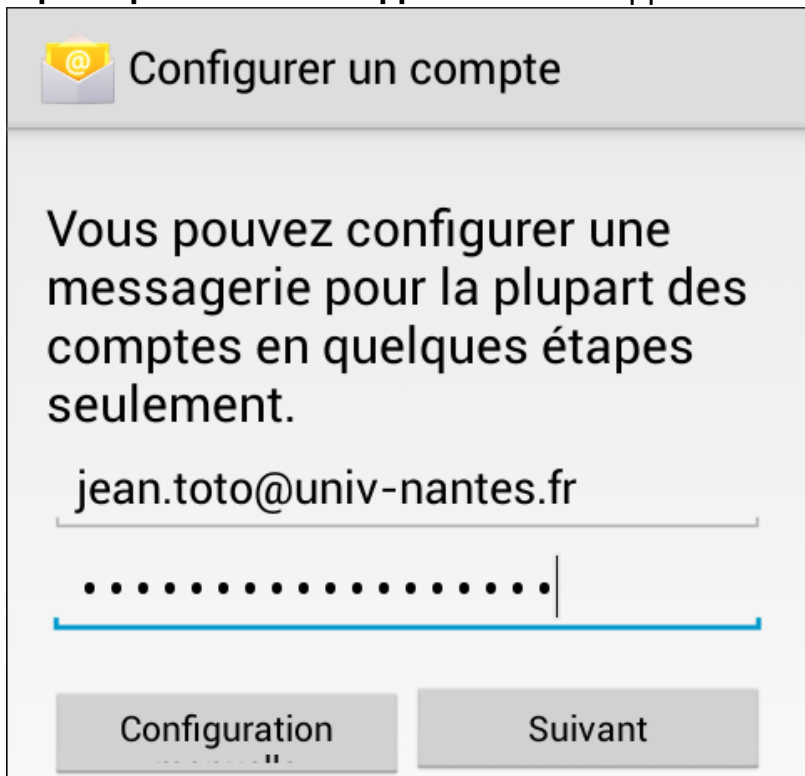 Configurer un compte
Vous pouvez configurer une
messagerie pour la plupart des
comptes en quelques étapes
seulement.
jean.toto@univ-nantes.fr
••••••••••••••••••
Configuration
Suivant